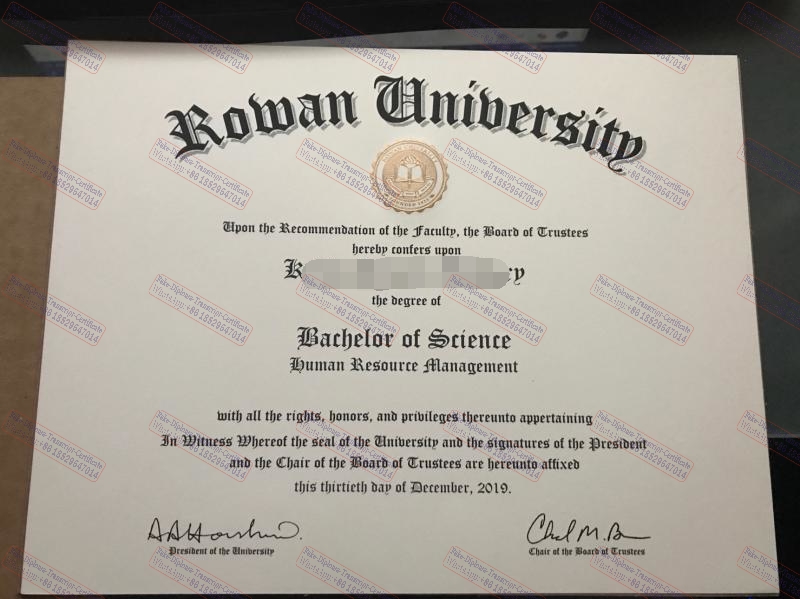 Rowan University
Upon the Recommendation of the Faculty, the Board of Trustees
hereby confers upon
the degree of
Bachelor of Science
Human Resource Management
with all the rights, honors, and privileges thereunto appertaining
In Witness Whereof the seal of the University and the signatures of the President
and the Chair of the Board of Trustees are hereunto affixed
this thirtieth day of December, 2019.
President of the University
Chair of the Board of Trustees